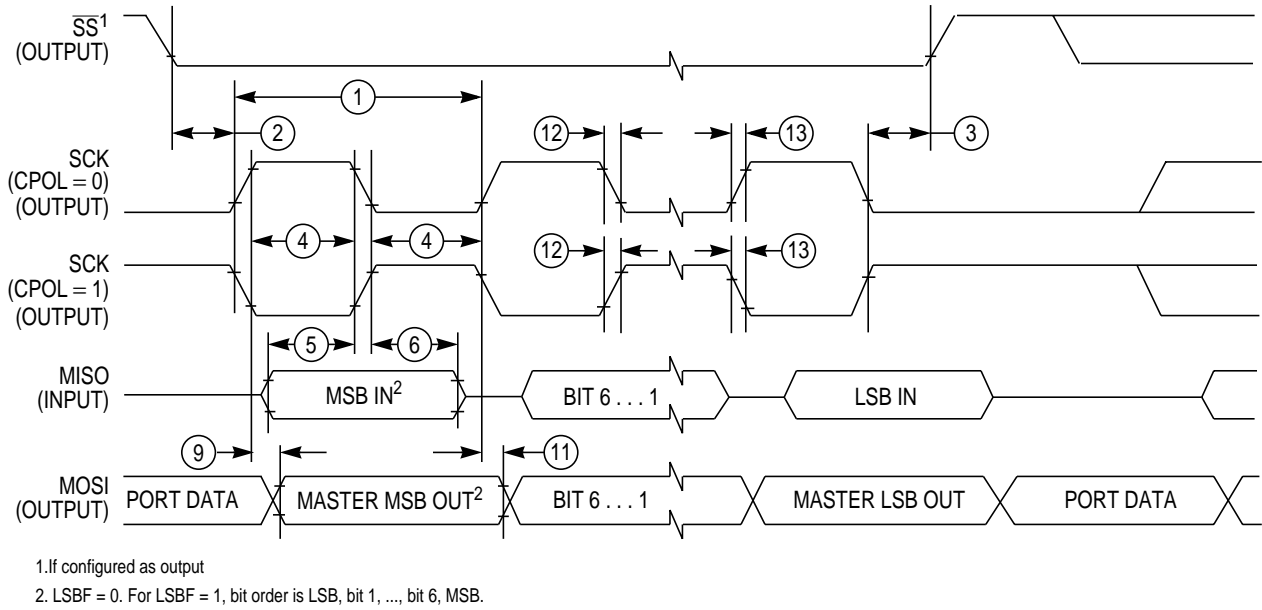 SS1
(OUTPUT)
1
2
12
13
3
SCK
(CPOL = 0)
(OUTPUT)
4
4
SCK
(CPOL = 1)
(OUTPUT)
12
13
5
6
MISO
(INPUT)
MSB IN2
BIT 6 . . . 1
LSB IN
9
11
MOSI
(OUTPUT)
PORT DATA
MASTER MSB OUT2
BIT 6 . . . 1
MASTER LSB OUT
PORT DATA
1.If configured as output
2. LSBF = 0. For LSBF = 1, bit order is LSB, bit 1, ..., bit 6, MSB.